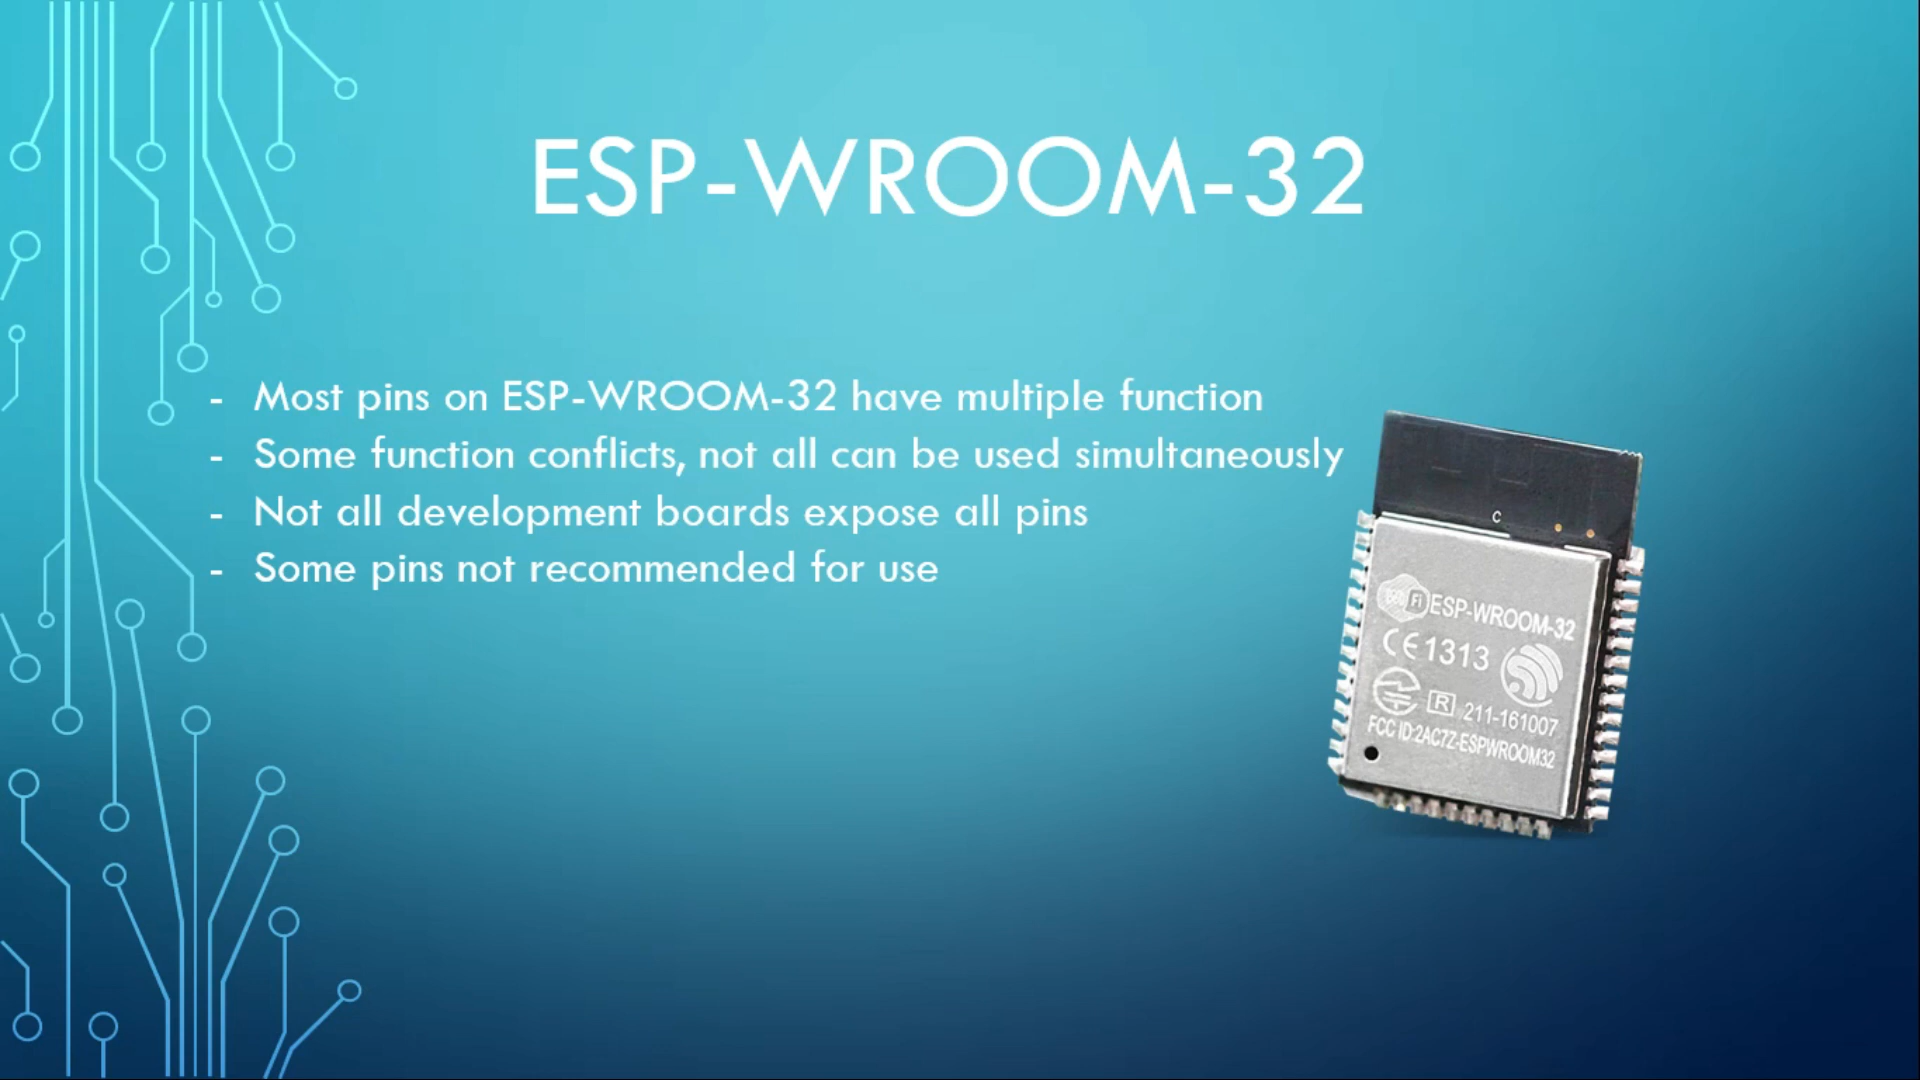 ESP-WROOM-32
- Most pins on ESP-WROOM-32 have multiple function
- Some function conflicts, not all can be used simultaneously
- Not all development boards expose all pins
- Some pins not recommended for use
C
Fi ESP-WROOM-32
CE1313
R 211-161007
FCC ID:2AC7Z-ESPWROOM32